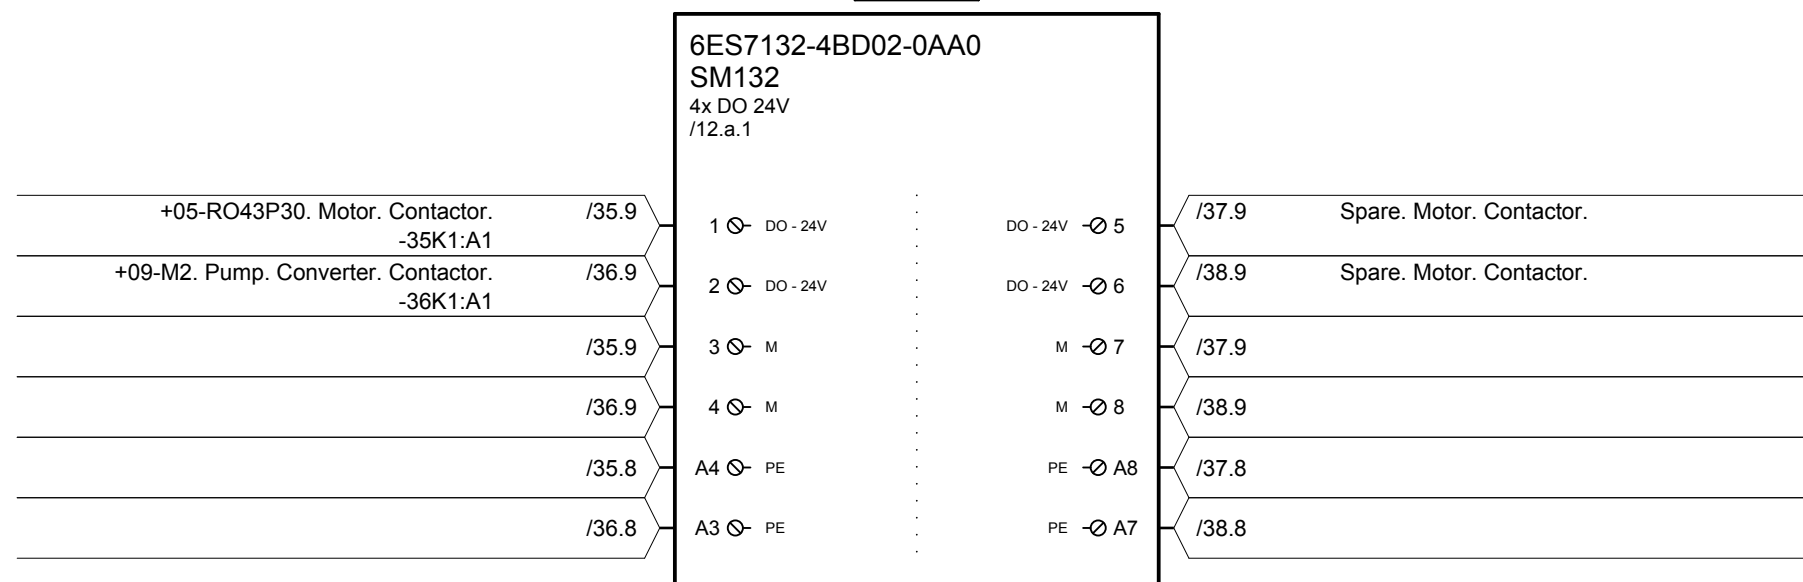 6ES7132-4BD02-0AA0
SM132
4x DO 24V
/12.a.1
+05-RO43P30. Motor. Contactor. /35.9 1 DO - 24V DO - 24V 5 /37.9 Spare. Motor. Contactor.
-35K1:A1
+09-M2. Pump. Converter. Contactor. /36.9 2 DO - 24V DO - 24V 6 /38.9 Spare. Motor. Contactor.
-36K1:A1
/35.9 3 M M 7 /37.9
/36.9 4 M M 8 /38.9
/35.8 A4 PE PE A8 /37.8
/36.8 A3 PE PE A7 /38.8